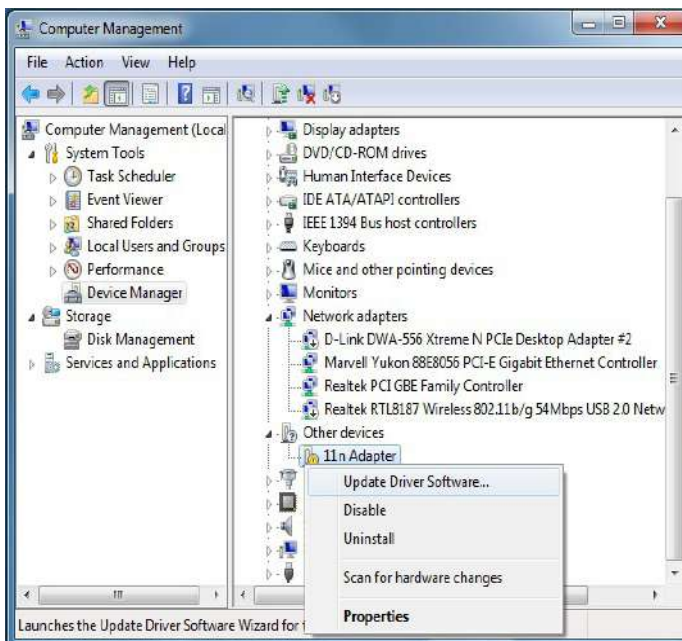 Computer Management
File Action View Help
Computer Management (Local
System Tools
Task Scheduler
Event Viewer
Shared Folders
Local Users and Groups
Performance
Device Manager
Storage
Disk Management
Services and Applications
Display adapters
DVD/CD-ROM drives
Human Interface Devices
IDE ATA/ATAPI controllers
IEEE 1394 Bus host controllers
Keyboards
Mice and other pointing devices
Monitors
Network adapters
D-Link DWA-556 Xtreme N PCIe Desktop Adapter #2
Marvell Yukon 88E8056 PCI-E Gigabit Ethernet Controller
Realtek PCI GBE Family Controller
Realtek RTL8187 Wireless 802.11b/g 54Mbps USB 2.0 Netw
Other devices
11n Adapter
Update Driver Software...
Disable
Uninstall
Scan for hardware changes
Properties
Launches the Update Driver Software Wizard for